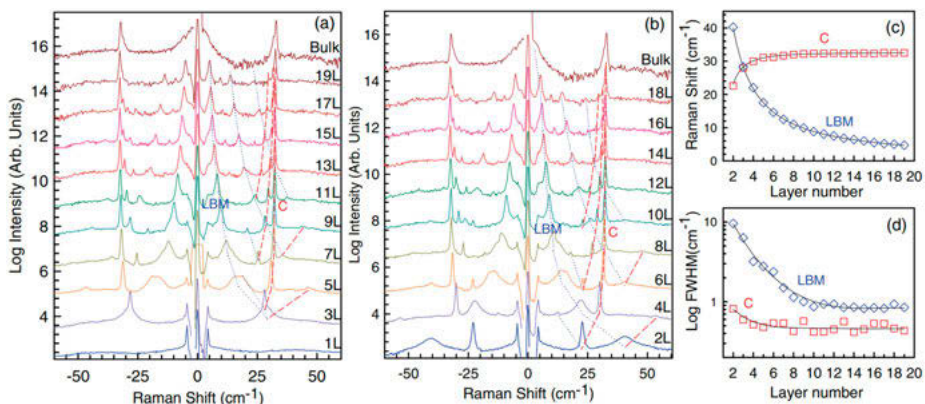 (a)
16
14
12
10
8
6
4
Log Intensity (Arb. Units)
Bulk
19L
17L
15L
13L
11L
9L
7L
5L
3L
1L
LBM
C
-50 -25 0 25 50
Raman Shift (cm-1)
(b)
16
14
12
10
8
6
4
Log Intensity (Arb. Units)
Bulk
18L
16L
14L
12L
10L
8L
6L
4L
2L
LBM
C
-50 -25 0 25 50
Raman Shift (cm-1)
(c)
40
30
20
10
0
Raman Shift (cm-1)
C
LBM
2 4 6 8 10 12 14 16 18 20
Layer number
(d)
10
1
Log FWHM(cm-1)
LBM
C
2 4 6 8 10 12 14 16 18 20
Layer number